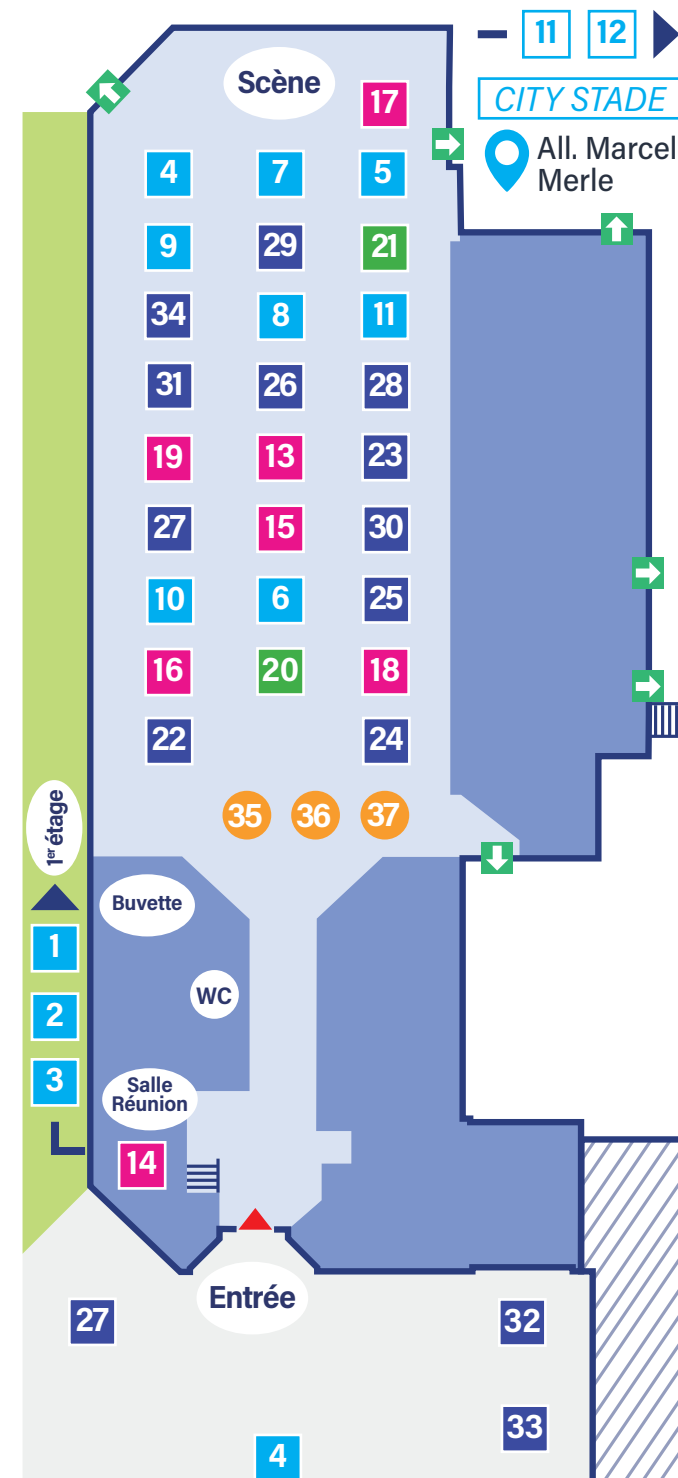 11 12
CITY STADE
All. Marcel
Merle
Scène
17
4 7 5
9 29 21
34 8 11
31 26 28
19 13 23
27 15 30
10 6 25
16 20 18
22 24
35 36 37
1er étage
Buvette
1
WC
2
3
Salle
Réunion
14
Entrée
27 32
33
4